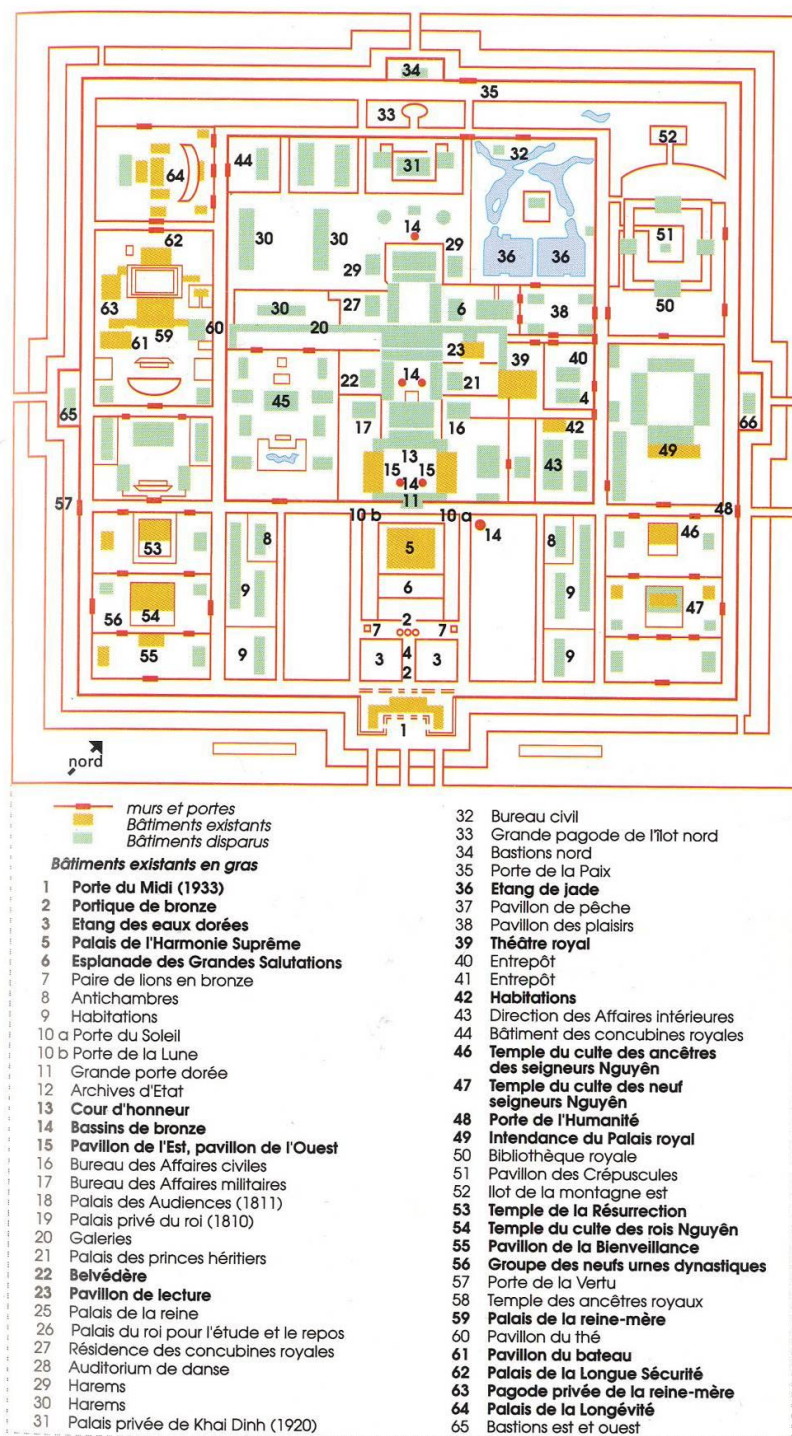 34
35
33
52
44
31
32
64
14
51
62
30
30
29
29
36
36
63
27
6
38
50
59
60
30
20
61
23
39
40
22
14
21
45
4
65
17
16
42
66
13
43
49
15
15
14
57
11
48
10 b
10 a
14
8
8
46
53
5
9
6
9
47
56
54
2
7
7
55
9
3
4
3
9
2
1
nord
murs et portes
Bâtiments existants
Bâtiments disparus
Bâtiments existants en gras
1 Porte du Midi (1933)
2 Portique de bronze
3 Etang des eaux dorées
5 Palais de l'Harmonie Suprême
6 Esplanade des Grandes Salutations
7 Paire de lions en bronze
8 Antichambres
9 Habitations
10 a Porte du Soleil
10 b Porte de la Lune
11 Grande porte dorée
12 Archives d'Etat
13 Cour d'honneur
14 Bassins de bronze
15 Pavillon de l'Est, pavillon de l'Ouest
16 Bureau des Affaires civiles
17 Bureau des Affaires militaires
18 Palais des Audiences (1811)
19 Palais privé du roi (1810)
20 Galeries
21 Palais des princes héritiers
22 Belvédère
23 Pavillon de lecture
25 Palais de la reine
26 Palais du roi pour l'étude et le repos
27 Résidence des concubines royales
28 Auditorium de danse
29 Harems
30 Harems
31 Palais privée de Khai Dinh (1920)
32 Bureau civil
33 Grande pagode de l'îlot nord
34 Bastions nord
35 Porte de la Paix
36 Etang de jade
37 Pavillon de pêche
38 Pavillon des plaisirs
39 Théâtre royal
40 Entrepôt
41 Entrepôt
42 Habitations
43 Direction des Affaires intérieures
44 Bâtiment des concubines royales
46 Temple du culte des ancêtres
des seigneurs Nguyên
47 Temple du culte des neuf
seigneurs Nguyên
48 Porte de l'Humanité
49 Intendance du Palais royal
50 Bibliothèque royale
51 Pavillon des Crépuscules
52 Ilot de la montagne est
53 Temple de la Résurrection
54 Temple du culte des rois Nguyên
55 Pavillon de la Bienveillance
56 Groupe des neufs urnes dynastiques
57 Porte de la Vertu
58 Temple des ancêtres royaux
59 Palais de la reine-mère
60 Pavillon du thé
61 Pavillon du bateau
62 Palais de la Longue Sécurité
63 Pagode privée de la reine-mère
64 Palais de la Longévité
65 Bastions est et ouest